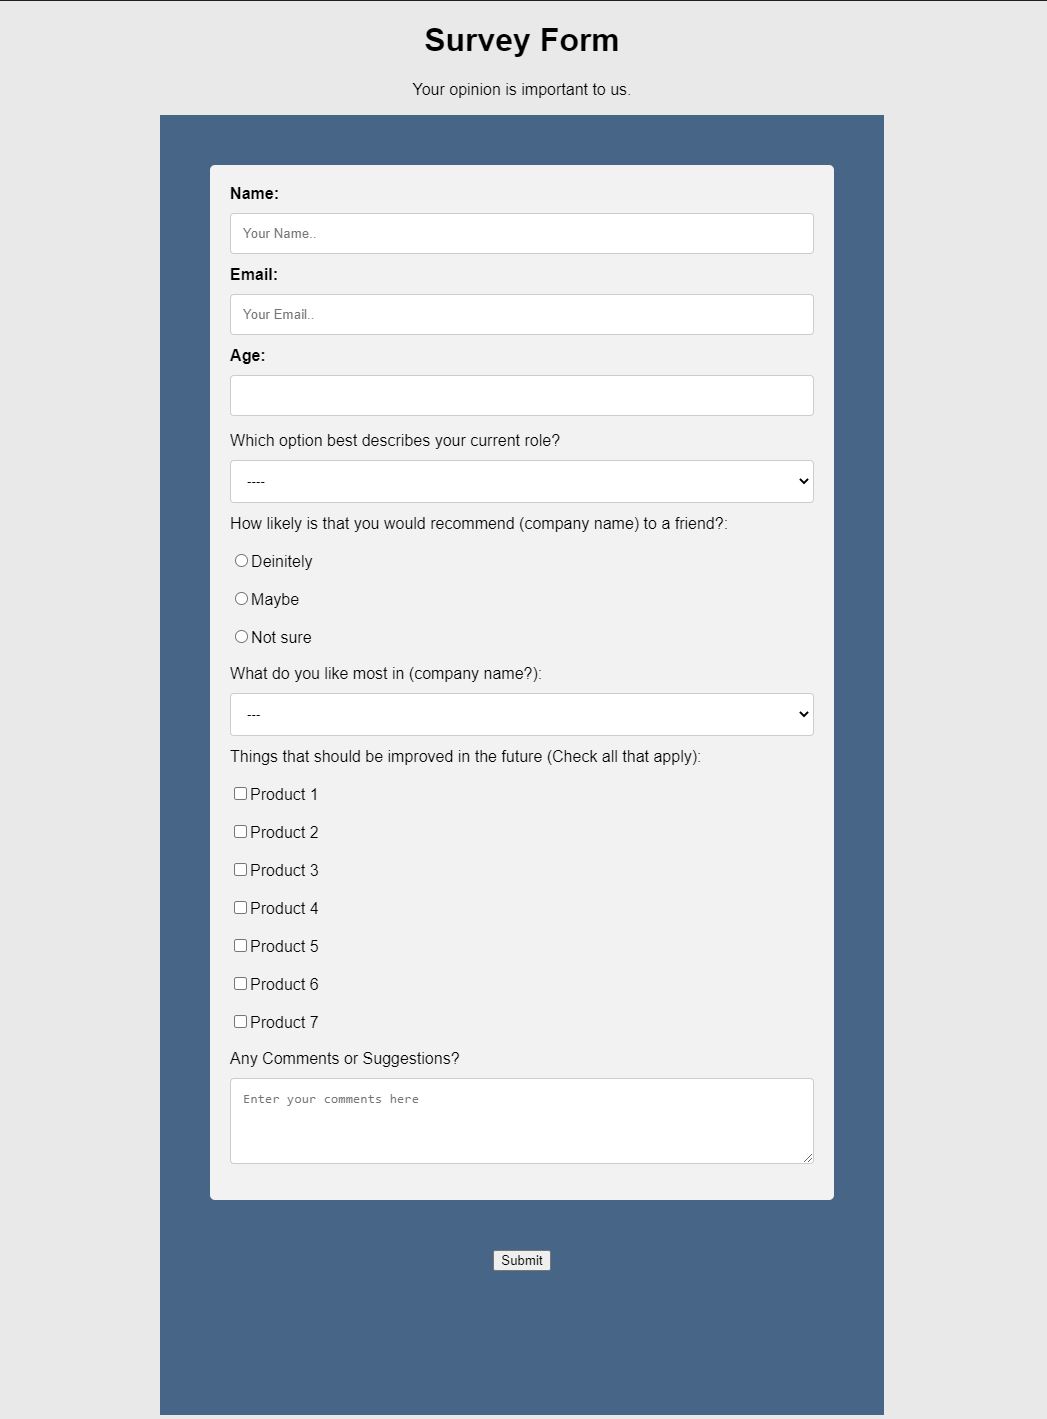 Survey Form
Your opinion is important to us.
Name:
Your Name..
Email:
Your Email..
Age:
Which option best describes your current role?
----
How likely is that you would recommend (company name) to a friend?:
Deinitely
Maybe
Not sure
What do you like most in (company name?):
---
Things that should be improved in the future (Check all that apply):
Product 1
Product 2
Product 3
Product 4
Product 5
Product 6
Product 7
Any Comments or Suggestions?
Enter your comments here
Submit